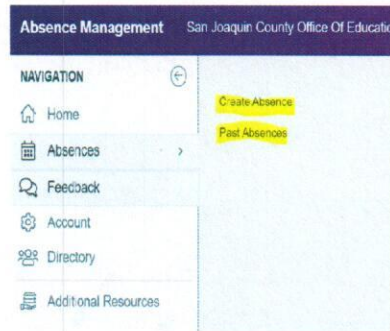 Absence Management San Joaquin County Office Of Educatio
NAVIGATION
Home
Absences
Feedback
Account
Directory
Additional Resources
Create Absence
Past Absences